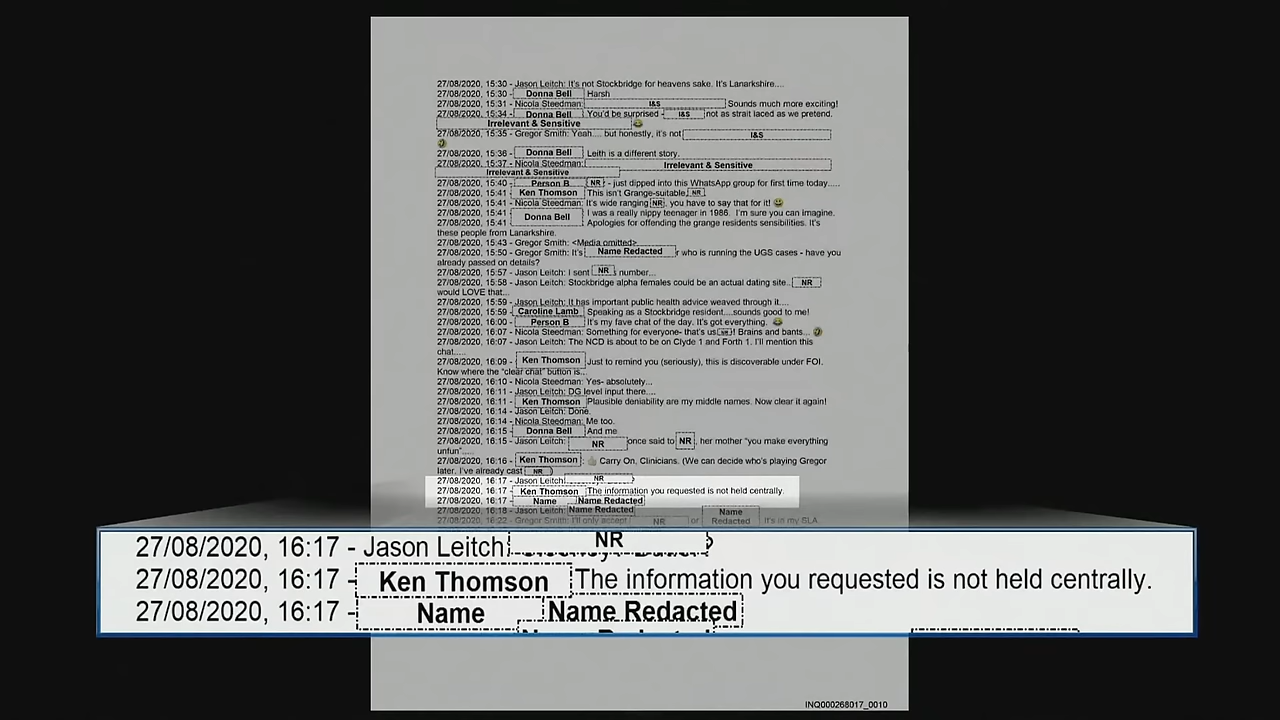 27/08/2020, 15:30 - Jason Leitch: It's not Stockbridge for heavens sake. It's Lanarkshire....
27/08/2020, 15:30 - Donna Bell Harsh
27/08/2020, 15:31 - Nicola Steedman: I&S Sounds much more exciting!
27/08/2020, 15:34 - Donna Bell You'd be surprised - I&S not as strait laced as we pretend.
Irrelevant & Sensitive 😂
27/08/2020, 15:35 - Gregor Smith: Yeah.... but honestly, it's not I&S
🤣
27/08/2020, 15:36 - Donna Bell Leith is a different story.
27/08/2020, 15:37 - Nicola Steedman: Irrelevant & Sensitive
Irrelevant & Sensitive
27/08/2020, 15:40 - Person B NR - just dipped into this WhatsApp group for first time today.....
27/08/2020, 15:41 Ken Thomson This isn't Grange-suitable, NR
27/08/2020, 15:41 - Nicola Steedman: It's wide ranging NR, you have to say that for it! 😀
27/08/2020, 15:41 Donna Bell I was a really nippy teenager in 1986. I'm sure you can imagine.
27/08/2020, 15:41 Apologies for offending the grange residents sensibilities. It's
these people from Lanarkshire.
27/08/2020, 15:43 - Gregor Smith: <Media omitted>
27/08/2020, 15:50 - Gregor Smith: It's Name Redacted who is running the UGS cases - have you
already passed on details?
27/08/2020, 15:57 - Jason Leitch: I sent NR s number...
27/08/2020, 15:58 - Jason Leitch: Stockbridge alpha females could be an actual dating site.. NR
would LOVE that...
27/08/2020, 15:59 - Jason Leitch: It has important public health advice weaved through it....
27/08/2020, 15:59 - Caroline Lamb Speaking as a Stockbridge resident....sounds good to me!
27/08/2020, 16:00 - Person B It's my fave chat of the day. It's got everything. 😂
27/08/2020, 16:07 - Nicola Steedman: Something for everyone- that's us NR! Brains and bants... 🤣
27/08/2020, 16:07 - Jason Leitch: The NCD is about to be on Clyde 1 and Forth 1. I'll mention this
chat.....
27/08/2020, 16:09 - Ken Thomson Just to remind you (seriously), this is discoverable under FOI.
Know where the "clear chat" button is...
27/08/2020, 16:10 - Nicola Steedman: Yes- absolutely...
27/08/2020, 16:11 - Jason Leitch: DG level input there....
27/08/2020, 16:11 - Ken Thomson Plausible deniability are my middle names. Now clear it again!
27/08/2020, 16:14 - Jason Leitch: Done.
27/08/2020, 16:14 - Nicola Steedman: Me too.
27/08/2020, 16:15 - Donna Bell And me
27/08/2020, 16:15 - Jason Leitch: NR once said to NR, her mother "you make everything
unfun".....
27/08/2020, 16:16 - Ken Thomson: 👍 Carry On, Clinicians. (We can decide who's playing Gregor
later. I've already cast NR)
27/08/2020, 16:17 - Jason Leitch: NR
27/08/2020, 16:17 - Ken Thomson The information you requested is not held centrally.
27/08/2020, 16:17 - Name Name Redacted
27/08/2020, 16:18 - Jason Leitch: Name Redacted
27/08/2020, 16:22 - Gregor Smith: I'll only accept NR or Name Redacted It's in my SLA
27/08/2020, 16:17 - Jason Leitch: NR
27/08/2020, 16:17 - Ken Thomson The information you requested is not held centrally.
27/08/2020, 16:17 - Name Name Redacted
INQ000268017_0010